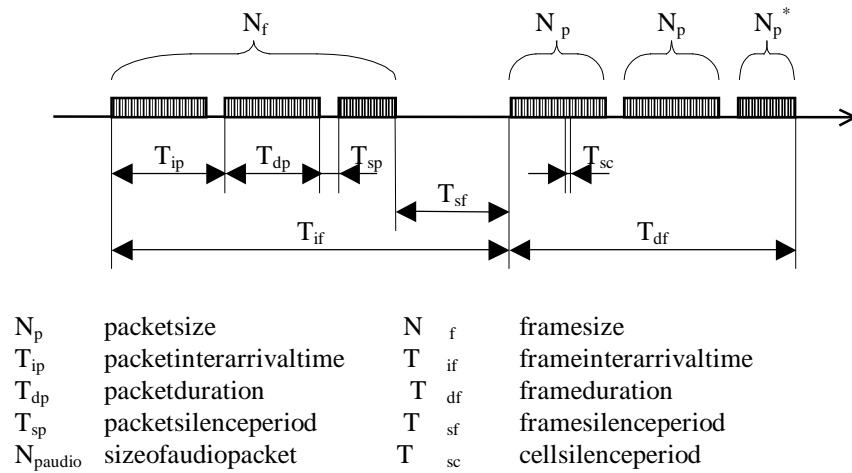 N_f N_p N_p N_p*
T_ip T_dp T_sp T_sc
T_sf
T_if T_df
N_p packetsize N_f framesize
T_ip packetinterarrivaltime T_if frameinterarrivaltime
T_dp packetduration T_df frameduration
T_sp packetsilenceperiod T_sf framesilenceperiod
N_paudio sizeofaudiopacket T_sc cellsilenceperiod